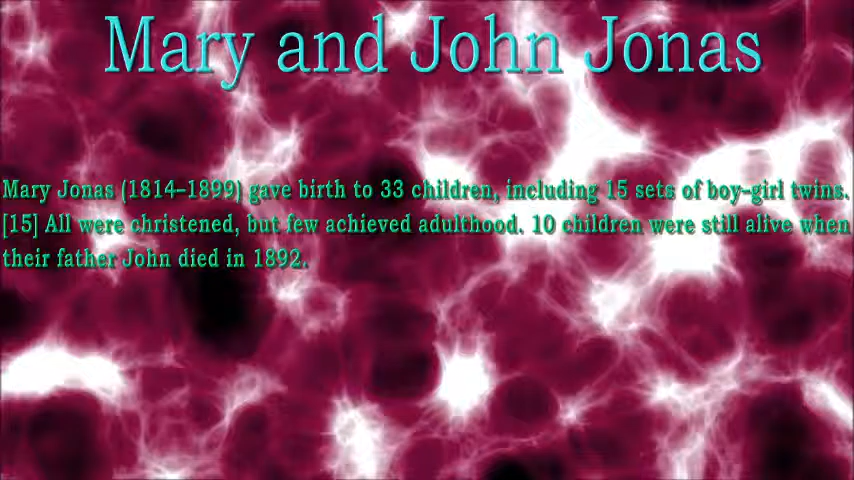 Mary and John Jonas
Mary Jonas (1814–1899) gave birth to 33 children, including 15 sets of boy-girl twins.
[15] All were christened, but few achieved adulthood. 10 children were still alive when
their father John died in 1892.